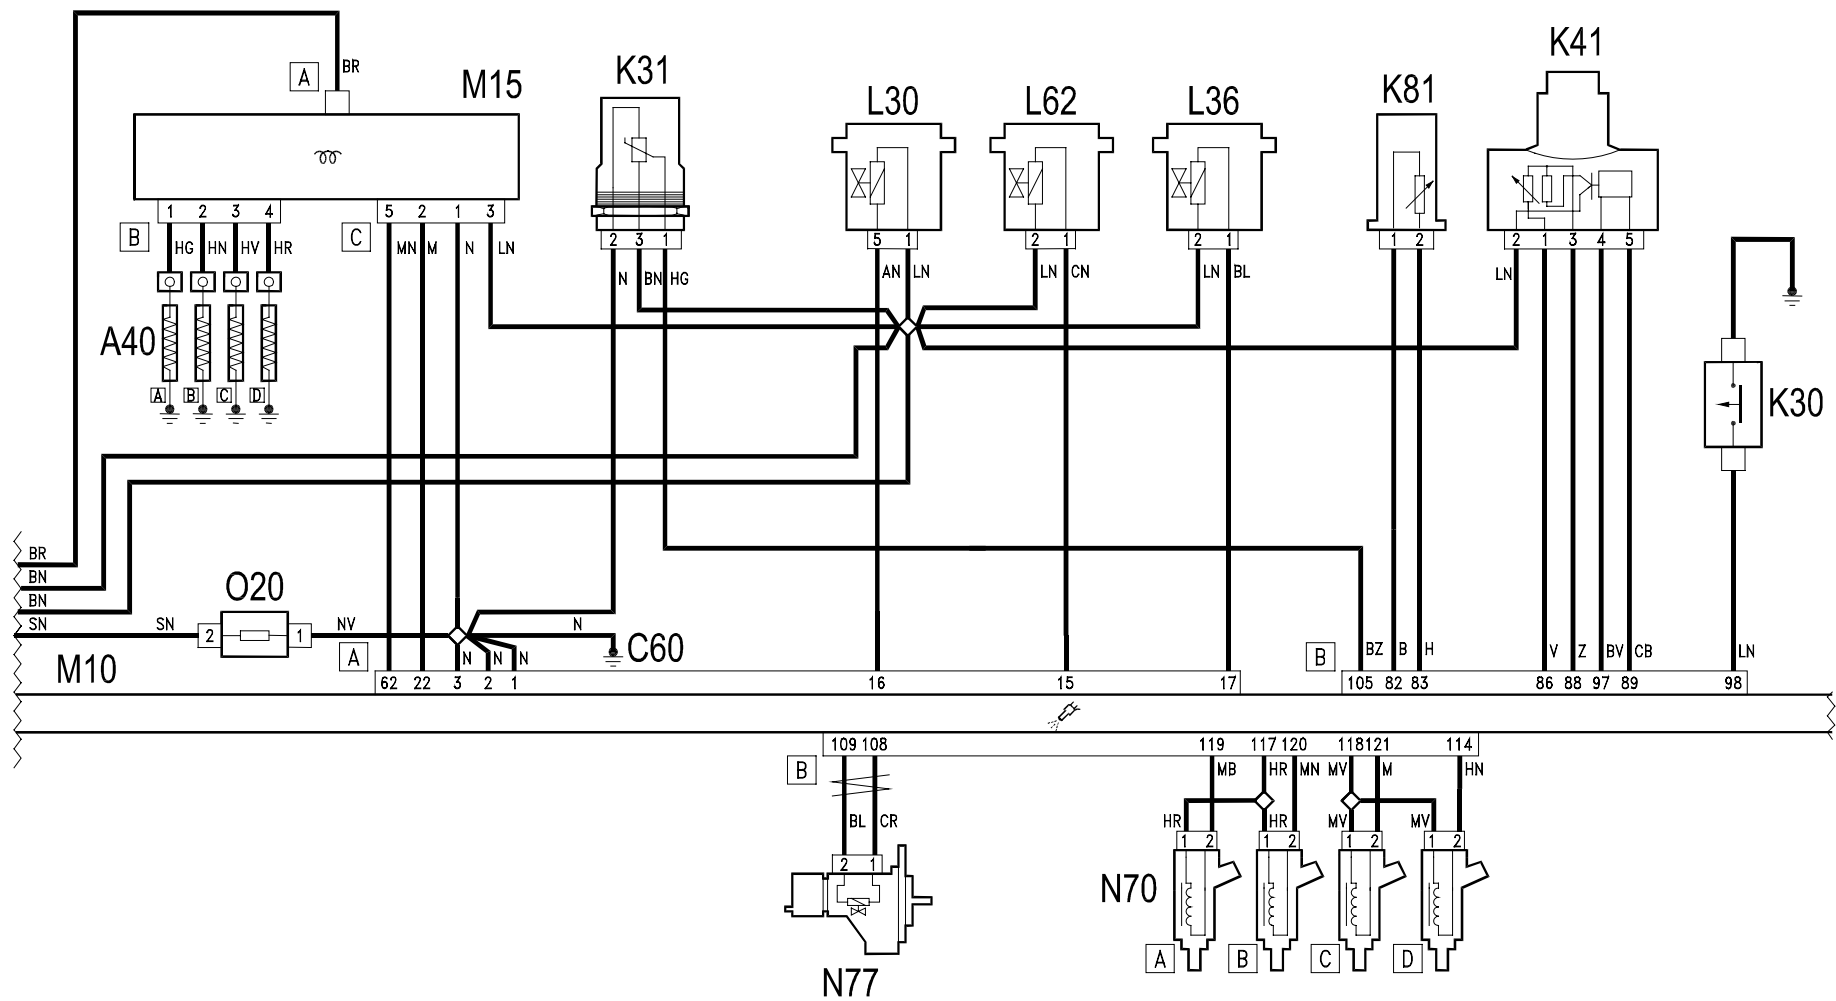 K41
K31
M15
A
BR
L30
L62
L36
K81
1 2 3 4
5 2 1 3
B
C
HG HN HV HR
MN M N LN
2 3 1
N BN HG
5 1
AN LN
2 1
LN CN
2 1
LN BL
1 2
2 1 3 4 5
LN
A40
A B C D
K30
BR
BN
BN
SN
O20
SN
2
1
NV
N
C60
M10
A
N N N
B
BZ B H
V Z BV CB
LN
62 22 3 2 1
16
15
17
105 82 83
86 88 97 89
98
109 108
119 117 120 118 121 114
B
MB HR MN MV M HN
BL CR
HR HR MV MV
2 1
1 2
1 2
1 2
1 2
N70
A B C D
N77